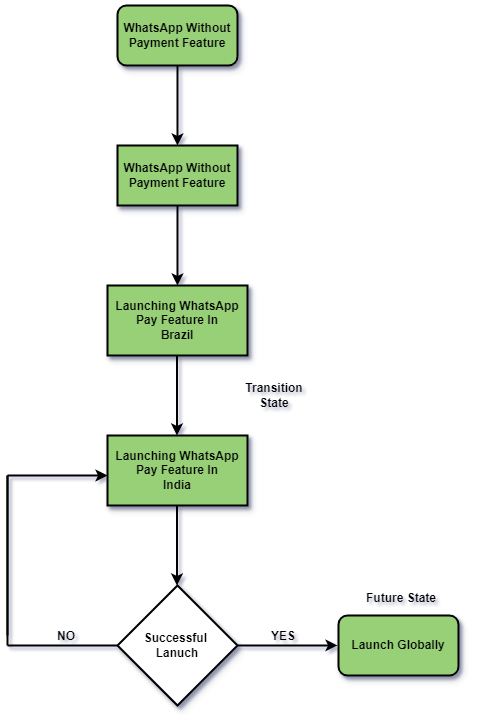 WhatsApp Without
Payment Feature
WhatsApp Without
Payment Feature
Launching WhatsApp
Pay Feature In
Brazil
Transition
State
Launching WhatsApp
Pay Feature In
India
Future State
NO
Successful
Lanuch
YES
Launch Globally